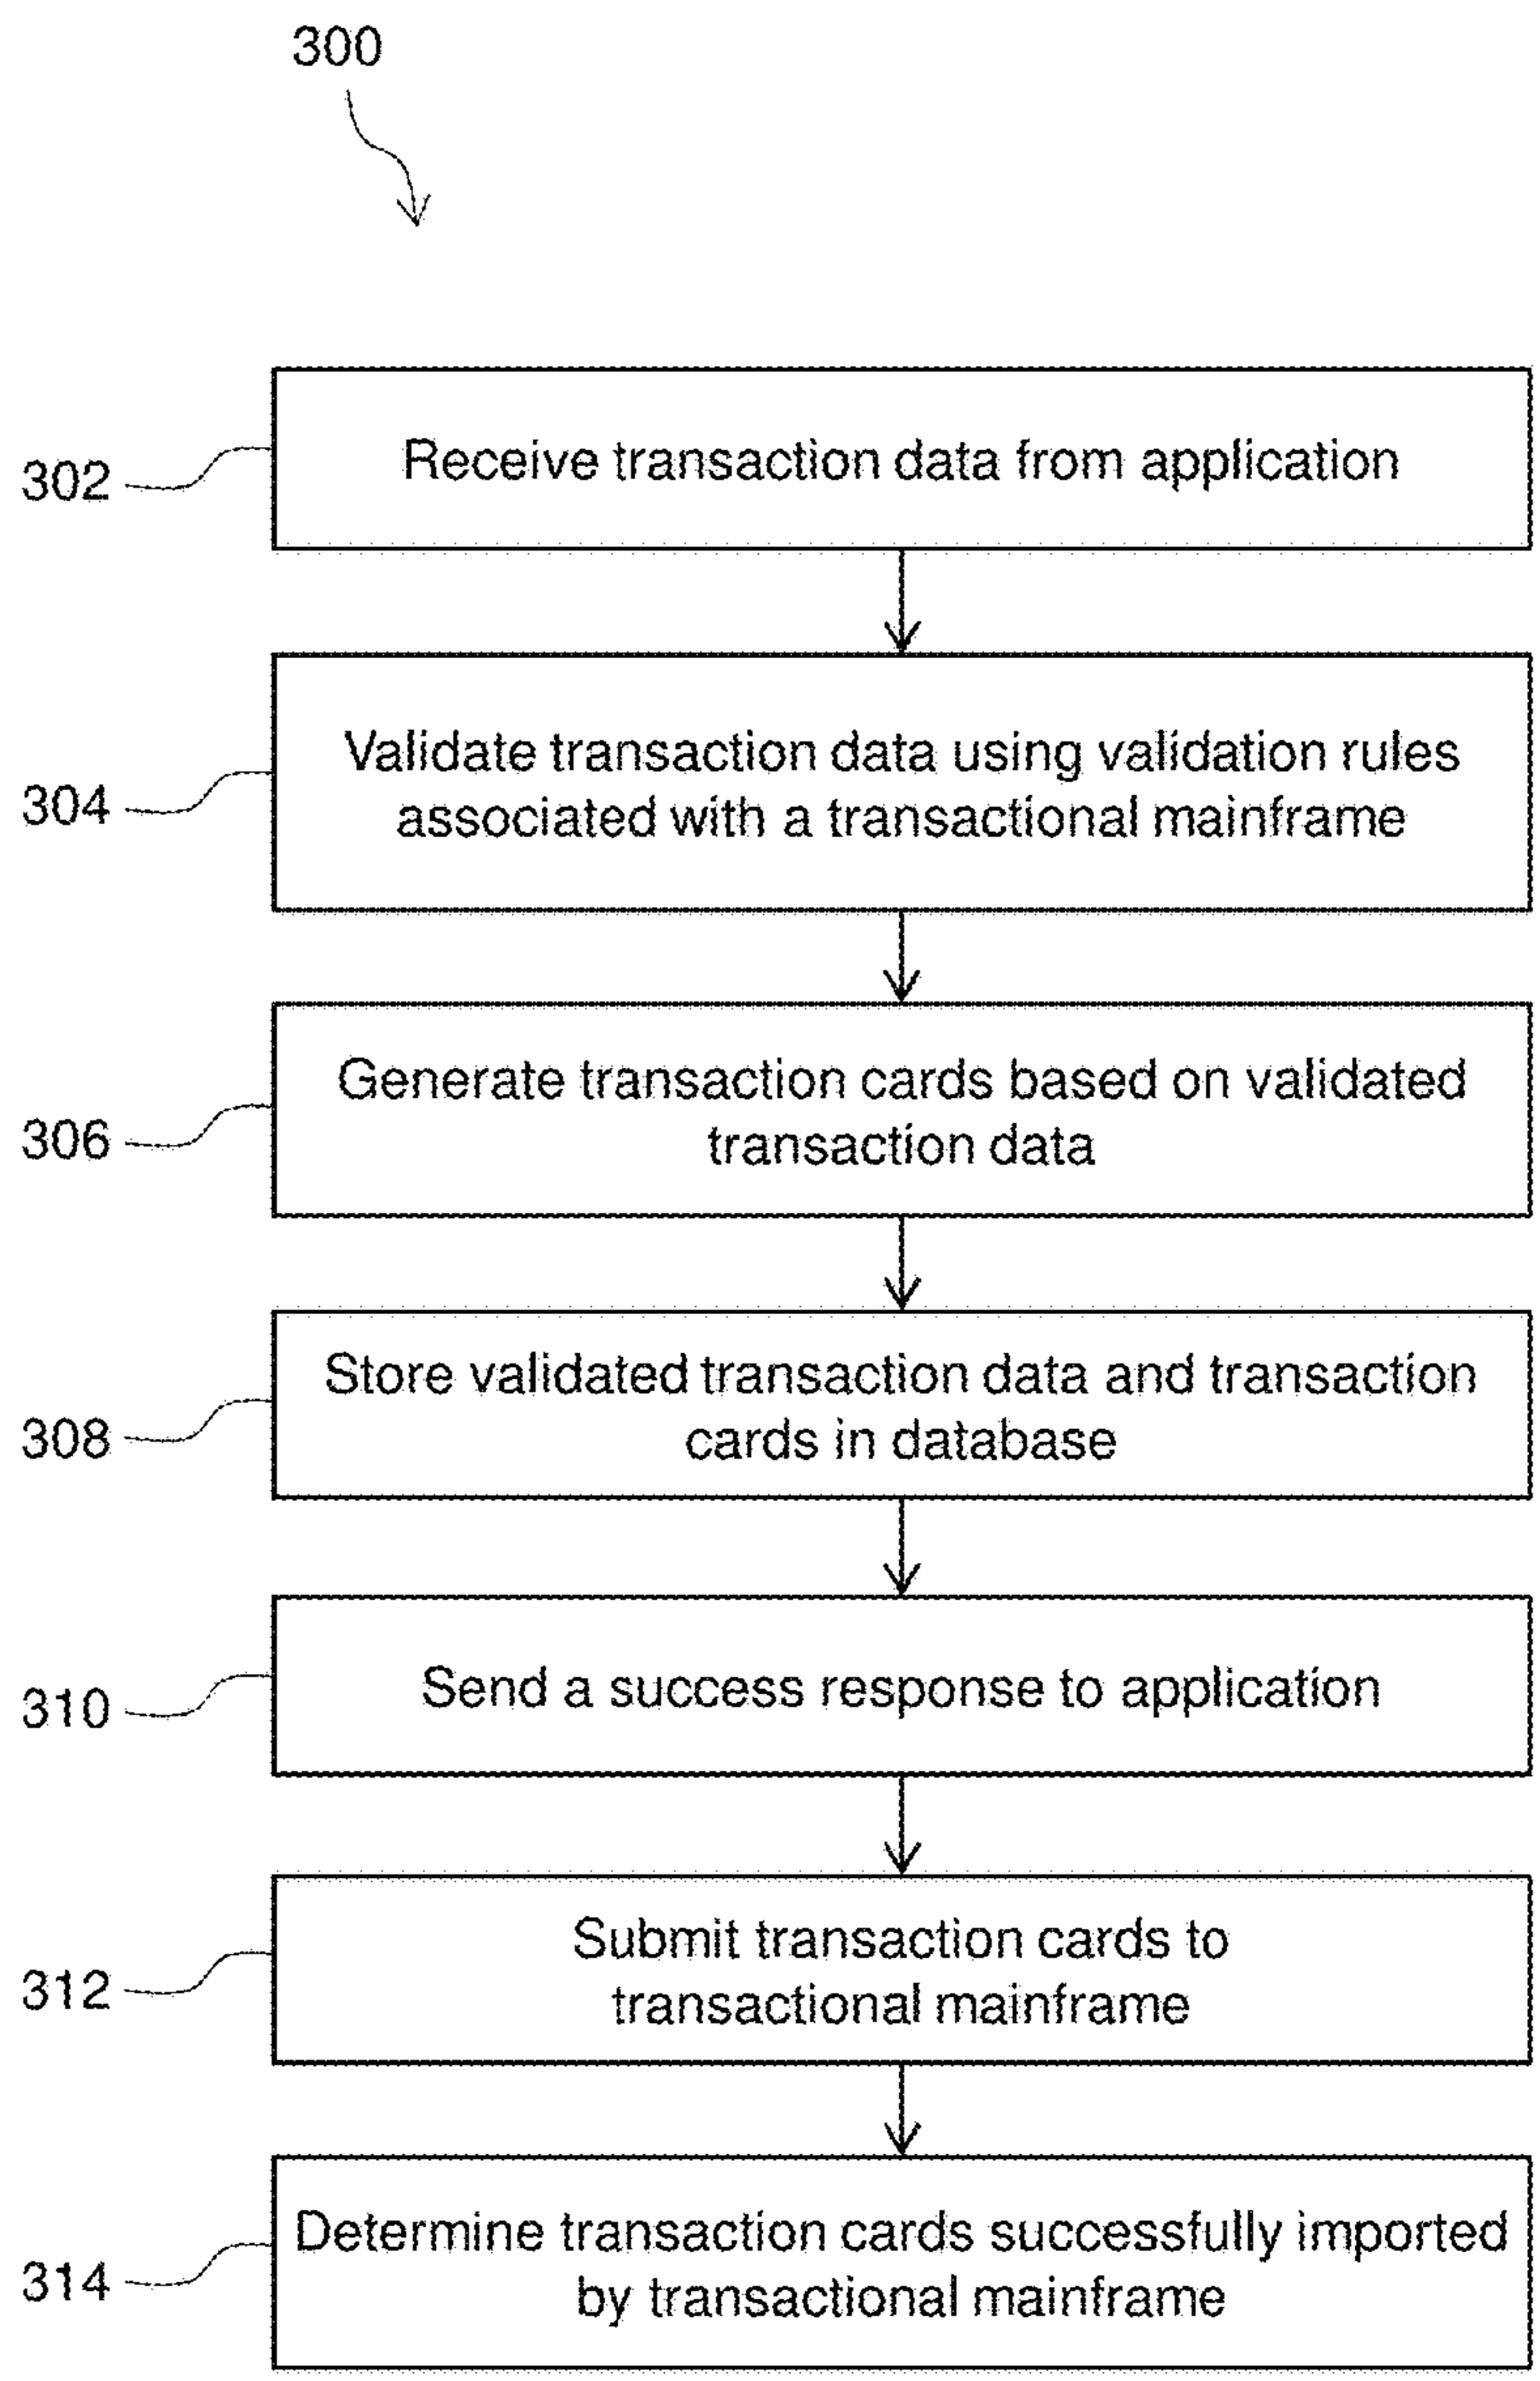 300
302
Receive transaction data from application
304
Validate transaction data using validation rules
associated with a transactional mainframe
306
Generate transaction cards based on validated
transaction data
308
Store validated transaction data and transaction
cards in database
310
Send a success response to application
312
Submit transaction cards to
transactional mainframe
314
Determine transaction cards successfully imported
by transactional mainframe